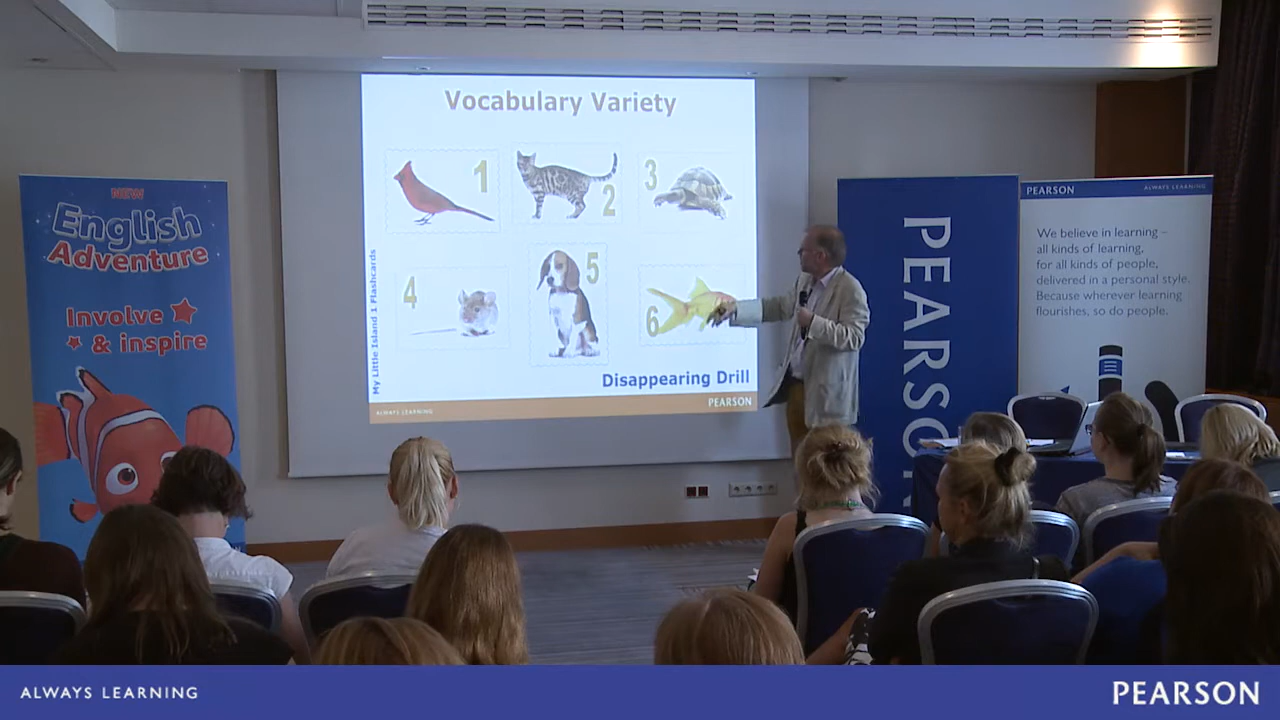 Vocabulary Variety
1
2
3
4
5
6
My Little Island 1 Flashcards
Disappearing Drill
ALWAYS LEARNING
PEARSON
NEW
English
Adventure
Involve
& inspire
PEARSON
PEARSON
ALWAYS LEARNING
We believe in learning –
all kinds of learning,
for all kinds of people,
delivered in a personal style.
Because wherever learning
flourishes, so do people.
ALWAYS LEARNING
PEARSON